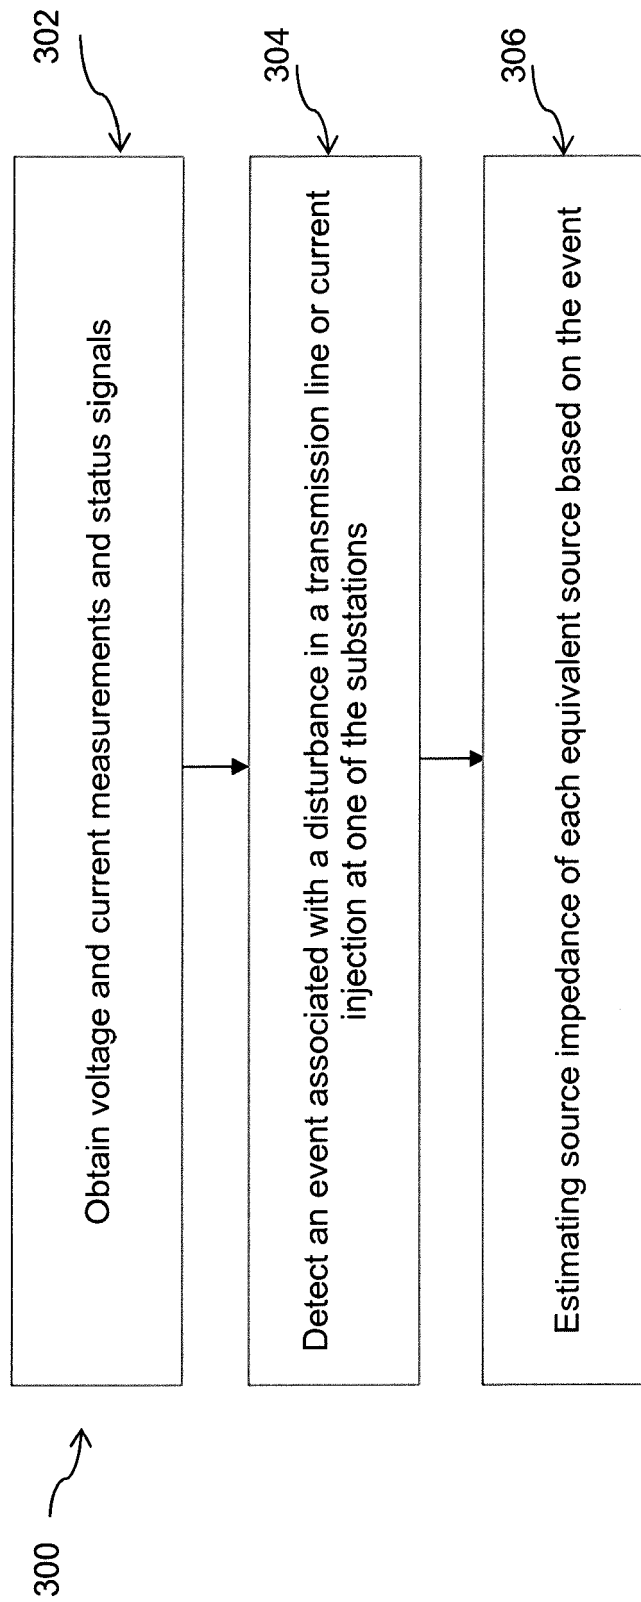 300
302
Obtain voltage and current measurements and status signals
304
Detect an event associated with a disturbance in a transmission line or current
injection at one of the substations
306
Estimating source impedance of each equivalent source based on the event